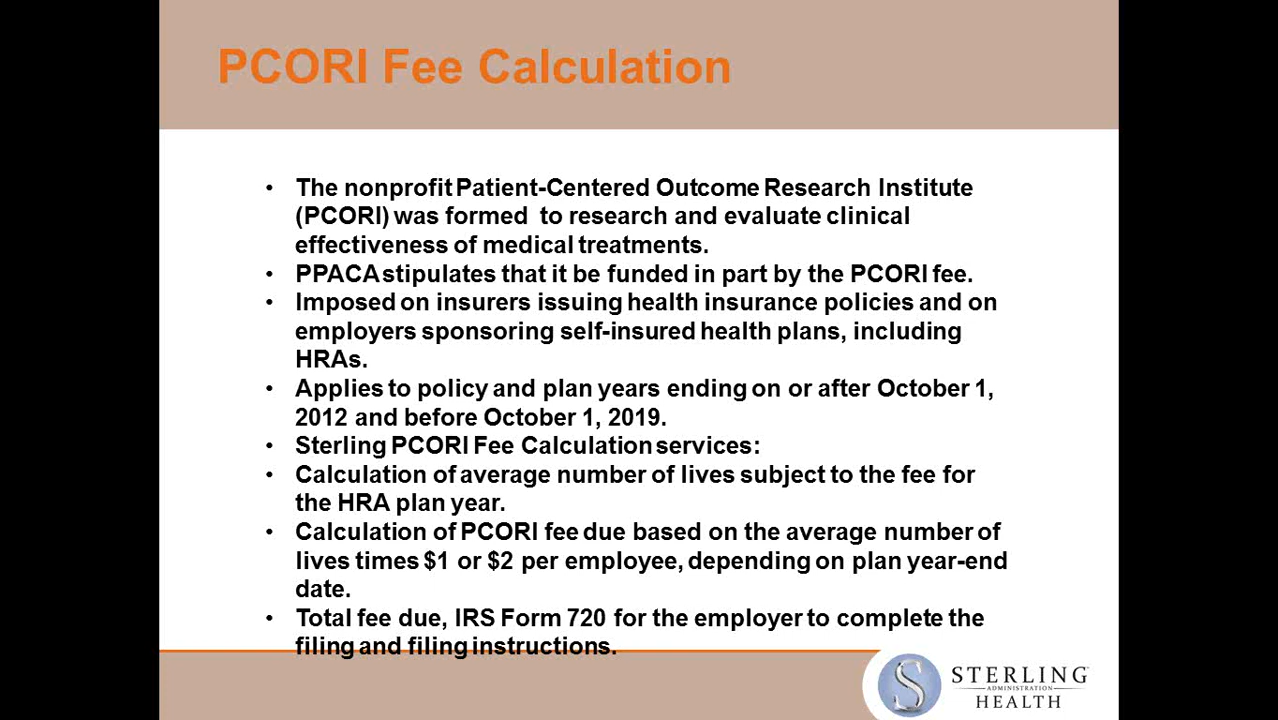 PCORI Fee Calculation
• The nonprofit Patient-Centered Outcome Research Institute
(PCORI) was formed to research and evaluate clinical
effectiveness of medical treatments.
• PPACA stipulates that it be funded in part by the PCORI fee.
• Imposed on insurers issuing health insurance policies and on
employers sponsoring self-insured health plans, including
HRAs.
• Applies to policy and plan years ending on or after October 1,
2012 and before October 1, 2019.
• Sterling PCORI Fee Calculation services:
• Calculation of average number of lives subject to the fee for
the HRA plan year.
• Calculation of PCORI fee due based on the average number of
lives times $1 or $2 per employee, depending on plan year-end
date.
• Total fee due, IRS Form 720 for the employer to complete the
filing and filing instructions.
S
STERLING
ADMINISTRATION
HEALTH